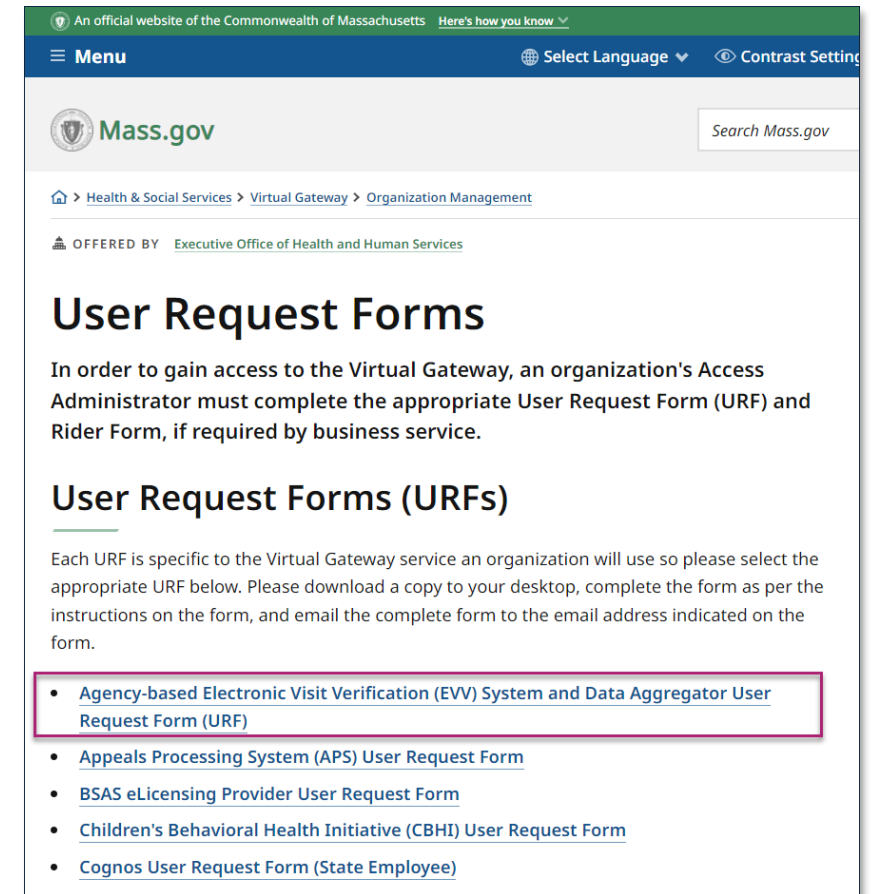 An official website of the Commonwealth of Massachusetts Here's how you know
Menu Select Language Contrast Setting
Mass.gov Search Mass.gov
> Health & Social Services > Virtual Gateway > Organization Management
OFFERED BY Executive Office of Health and Human Services
User Request Forms
In order to gain access to the Virtual Gateway, an organization's Access
Administrator must complete the appropriate User Request Form (URF) and
Rider Form, if required by business service.
User Request Forms (URFs)
Each URF is specific to the Virtual Gateway service an organization will use so please select the
appropriate URF below. Please download a copy to your desktop, complete the form as per the
instructions on the form, and email the complete form to the email address indicated on the
form.
• Agency-based Electronic Visit Verification (EVV) System and Data Aggregator User
Request Form (URF)
• Appeals Processing System (APS) User Request Form
• BSAS eLicensing Provider User Request Form
• Children's Behavioral Health Initiative (CBHI) User Request Form
• Cognos User Request Form (State Employee)